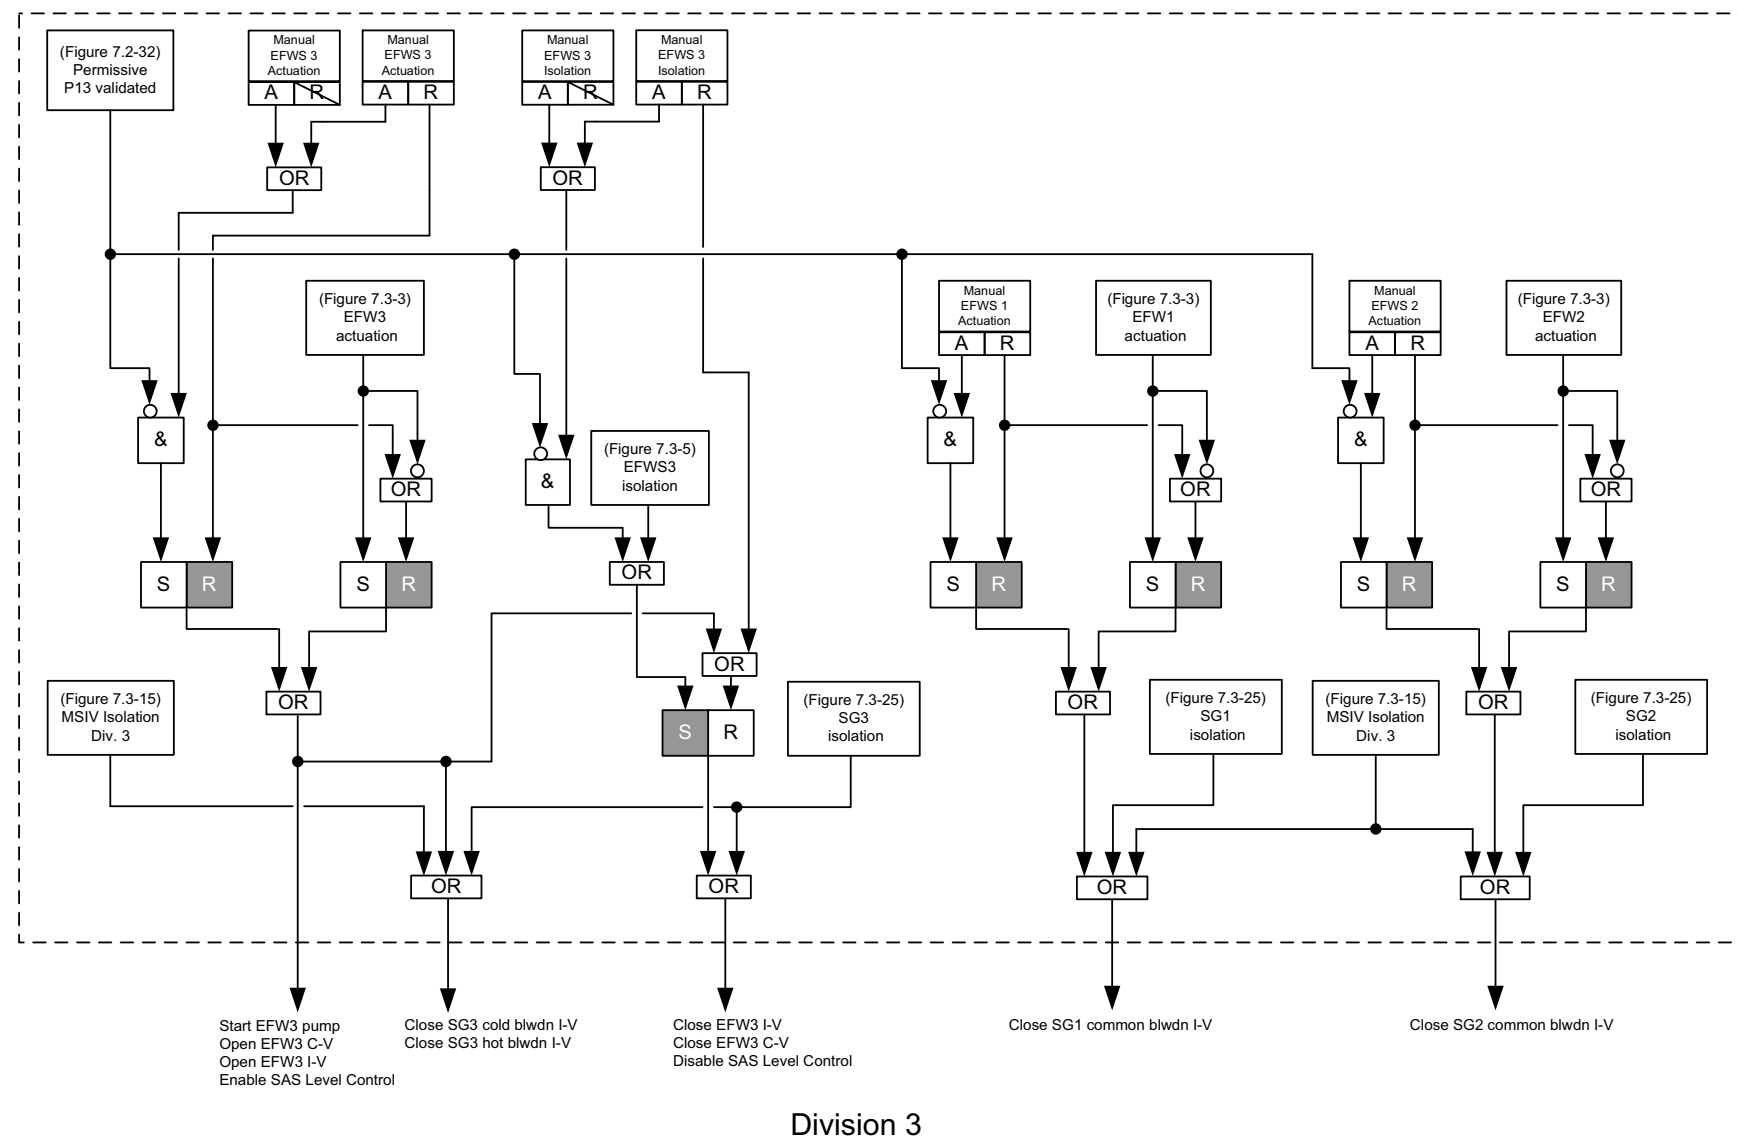 (Figure 7.2-32)
Permissive
P13 validated
Manual
EFWS 3
Actuation
A R
Manual
EFWS 3
Actuation
A R
Manual
EFWS 3
Isolation
A R
Manual
EFWS 3
Isolation
A R
OR
OR
(Figure 7.3-3)
EFW3
actuation
Manual
EFWS 1
Actuation
A R
(Figure 7.3-3)
EFW1
actuation
Manual
EFWS 2
Actuation
A R
(Figure 7.3-3)
EFW2
actuation
&
OR
&
(Figure 7.3-5)
EFWS3
isolation
&
OR
&
OR
S R
S R
OR
S R
S R
S R
S R
OR
(Figure 7.3-15)
MSIV Isolation
Div. 3
OR
S R
(Figure 7.3-25)
SG3
isolation
OR
(Figure 7.3-25)
SG1
isolation
(Figure 7.3-15)
MSIV Isolation
Div. 3
OR
(Figure 7.3-25)
SG2
isolation
OR
OR
OR
OR
Start EFW3 pump
Open EFW3 C-V
Open EFW3 I-V
Enable SAS Level Control
Close SG3 cold blwdn I-V
Close SG3 hot blwdn I-V
Close EFW3 I-V
Close EFW3 C-V
Disable SAS Level Control
Close SG1 common blwdn I-V
Close SG2 common blwdn I-V
Division 3